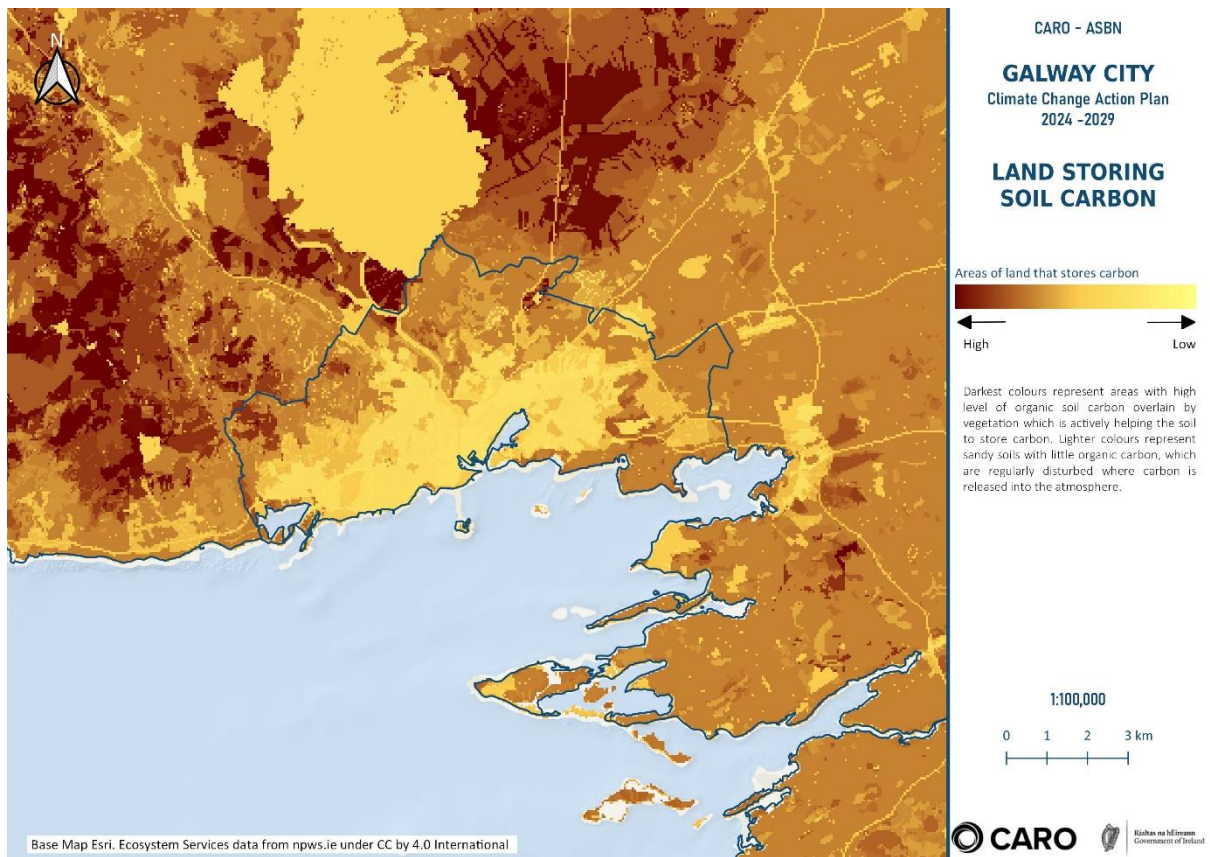 N
CARO - ASBN
GALWAY CITY
Climate Change Action Plan
2024 -2029
LAND STORING
SOIL CARBON
Areas of land that stores carbon
High
Low
Darkest colours represent areas with high
level of organic soil carbon overlain by
vegetation which is actively helping the soil
to store carbon. Lighter colours represent
sandy soils with little organic carbon, which
are regularly disturbed where carbon is
released into the atmosphere.
1:100,000
0 1 2 3 km
Base Map Esri. Ecosystem Services data from npws.ie under CC by 4.0 International
CARO
Rialtas na hÉireann
Government of Ireland